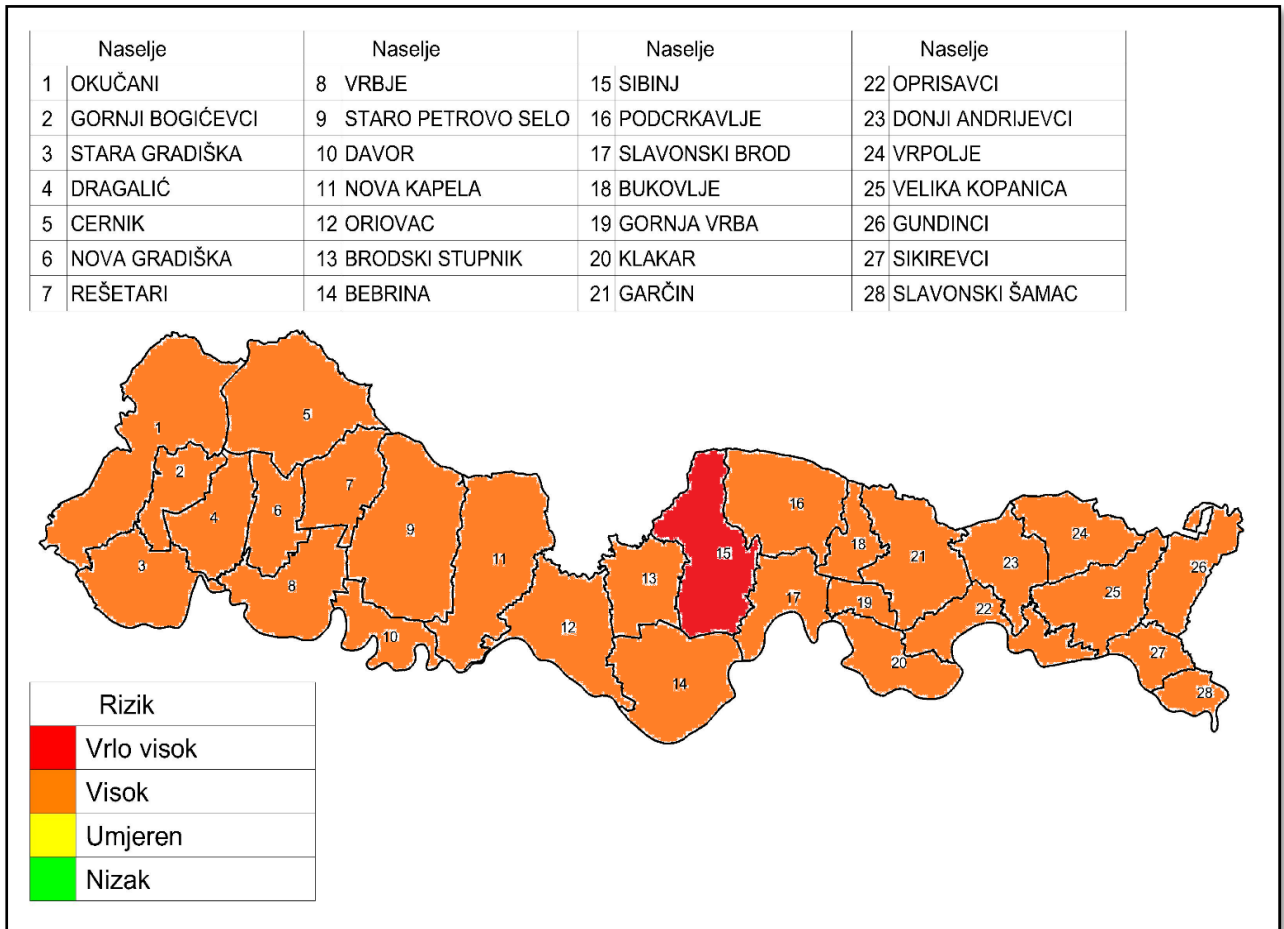 Naselje Naselje Naselje Naselje
1 OKUČANI 8 VRBJE 15 SIBINJ 22 OPRISAVCI
2 GORNJI BOGIĆEVCI 9 STARO PETROVO SELO 16 PODCRKAVLJE 23 DONJI ANDRIJEVCI
3 STARA GRADIŠKA 10 DAVOR 17 SLAVONSKI BROD 24 VRPOLJE
4 DRAGALIĆ 11 NOVA KAPELA 18 BUKOVLJE 25 VELIKA KOPANICA
5 CERNIK 12 ORIOVAC 19 GORNJA VRBA 26 GUNDINCI
6 NOVA GRADIŠKA 13 BRODSKI STUPNIK 20 KLAKAR 27 SIKIREVCI
7 REŠETARI 14 BEBRINA 21 GARČIN 28 SLAVONSKI ŠAMAC
5
1
2
7
6
4
9
3
8
10
11
12
13
14
15
16
17
18
19
20
21
22
23
24
25
26
27
28
Rizik
Vrlo visok
Visok
Umjeren
Nizak